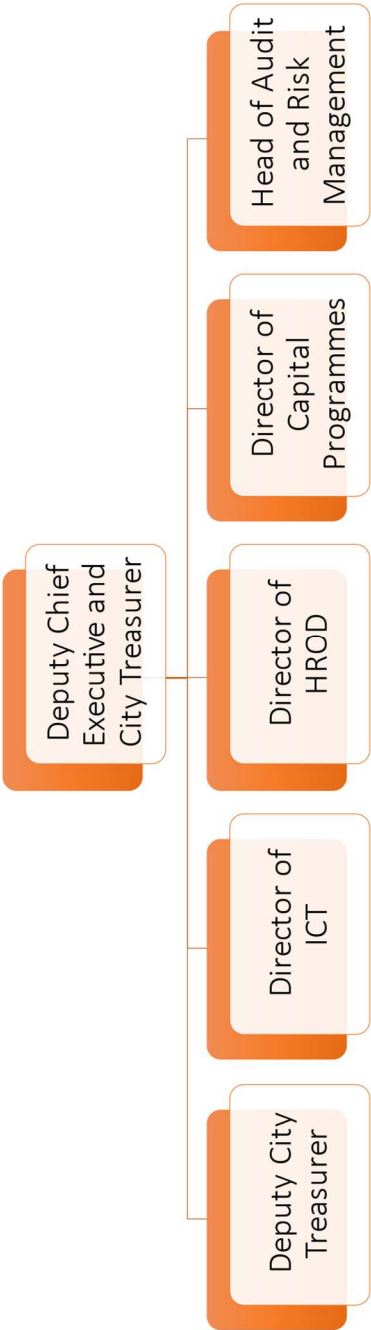 Deputy Chief
Executive and
City Treasurer
Deputy City
Treasurer
Director of
ICT
Director of
HROD
Director of
Capital
Programmes
Head of Audit
and Risk
Management